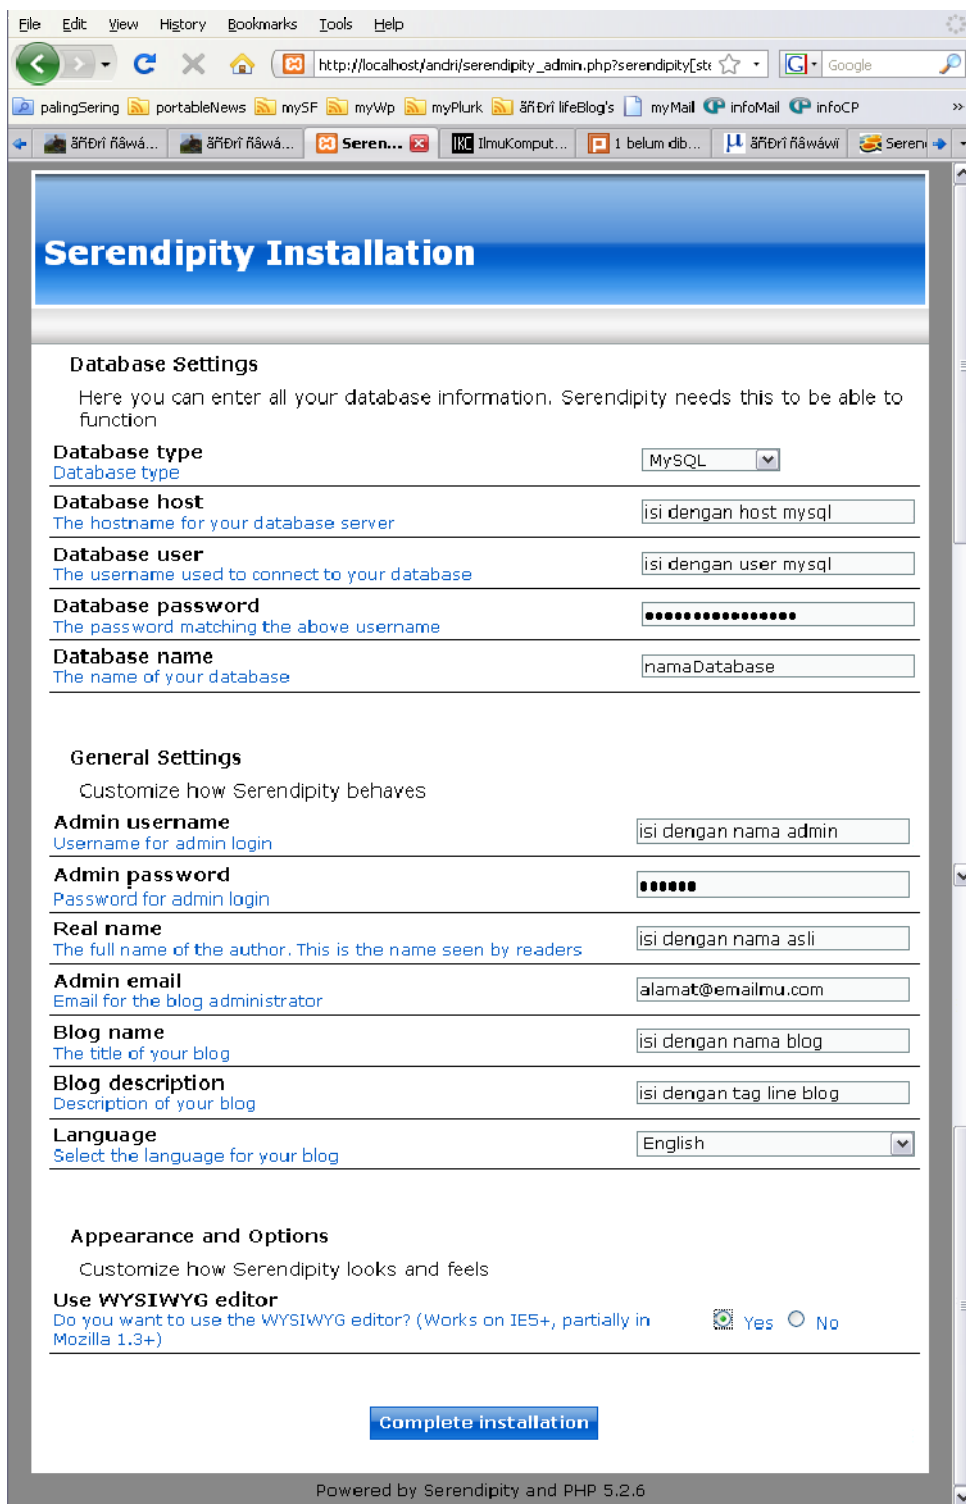 File Edit View History Bookmarks Tools Help
http://localhost/andri/serendipity_admin.php?serendipity[ste
Google
palingSering portableNews mySF myWp myPlurk äñÐrî lifeBlog's myMail infoMail infoCP »
äñÐrî ñâwá... äñÐrî ñâwá... Seren... IKC IlmuKomput... 1 belum dib... µ äñÐrî ñâwáwï Seren
Serendipity Installation
Database Settings
Here you can enter all your database information. Serendipity needs this to be able to
function
Database type
MySQL
Database type
Database host
isi dengan host mysql
The hostname for your database server
Database user
isi dengan user mysql
The username used to connect to your database
Database password
••••••••••••••••
The password matching the above username
Database name
namaDatabase
The name of your database
General Settings
Customize how Serendipity behaves
Admin username
isi dengan nama admin
Username for admin login
Admin password
••••••
Password for admin login
Real name
isi dengan nama asli
The full name of the author. This is the name seen by readers
Admin email
alamat@emailmu.com
Email for the blog administrator
Blog name
isi dengan nama blog
The title of your blog
Blog description
isi dengan tag line blog
Description of your blog
Language
English
Select the language for your blog
Appearance and Options
Customize how Serendipity looks and feels
Use WYSIWYG editor
Do you want to use the WYSIWYG editor? (Works on IE5+, partially in
Yes No
Mozilla 1.3+)
Complete installation
Powered by Serendipity and PHP 5.2.6